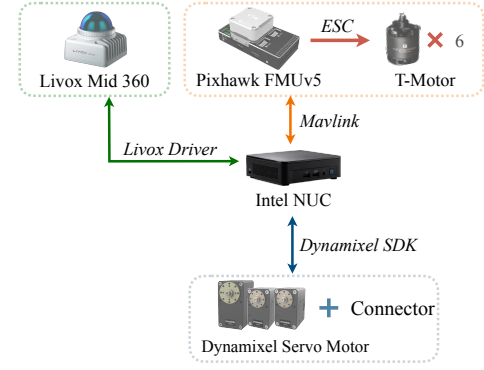 ESC
6
Livox Mid 360
Pixhawk FMUv5
T-Motor
Mavlink
Livox Driver
Intel NUC
Dynamixel SDK
Connector
Dynamixel Servo Motor